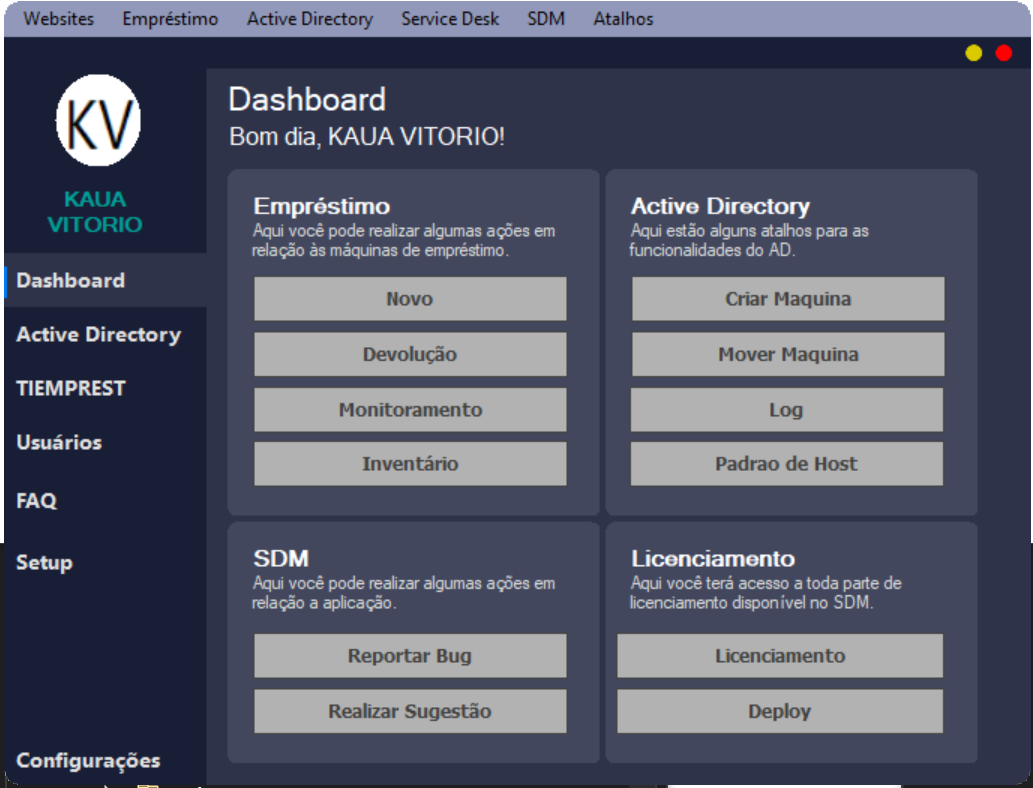 Websites Empréstimo Active Directory Service Desk SDM Atalhos
KV
KAUA
VITORIO
Dashboard
Active Directory
TIEMPREST
Usuários
FAQ
Setup
Configurações
Dashboard
Bom dia, KAUA VITORIO!
Empréstimo
Aqui você pode realizar algumas ações em
relação às máquinas de empréstimo.
Novo
Devolução
Monitoramento
Inventário
Active Directory
Aqui estão alguns atalhos para as
funcionalidades do AD.
Criar Maquina
Mover Maquina
Log
Padrao de Host
SDM
Aqui você pode realizar algumas ações em
relação a aplicação.
Reportar Bug
Realizar Sugestão
Licenciamento
Aqui você terá acesso a toda parte de
licenciamento disponível no SDM.
Licenciamento
Deploy